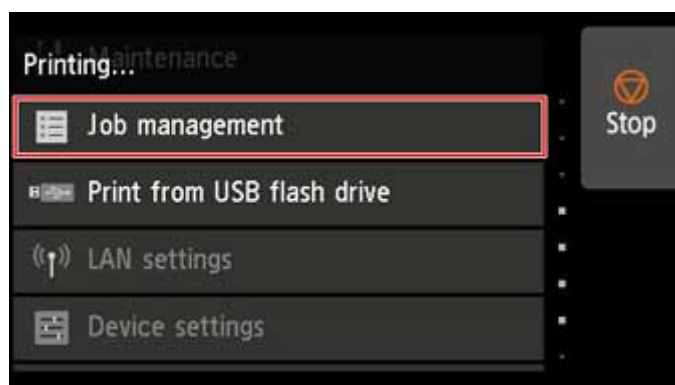 Printing...
Maintenance
Job management
Stop
Print from USB flash drive
LAN settings
Device settings